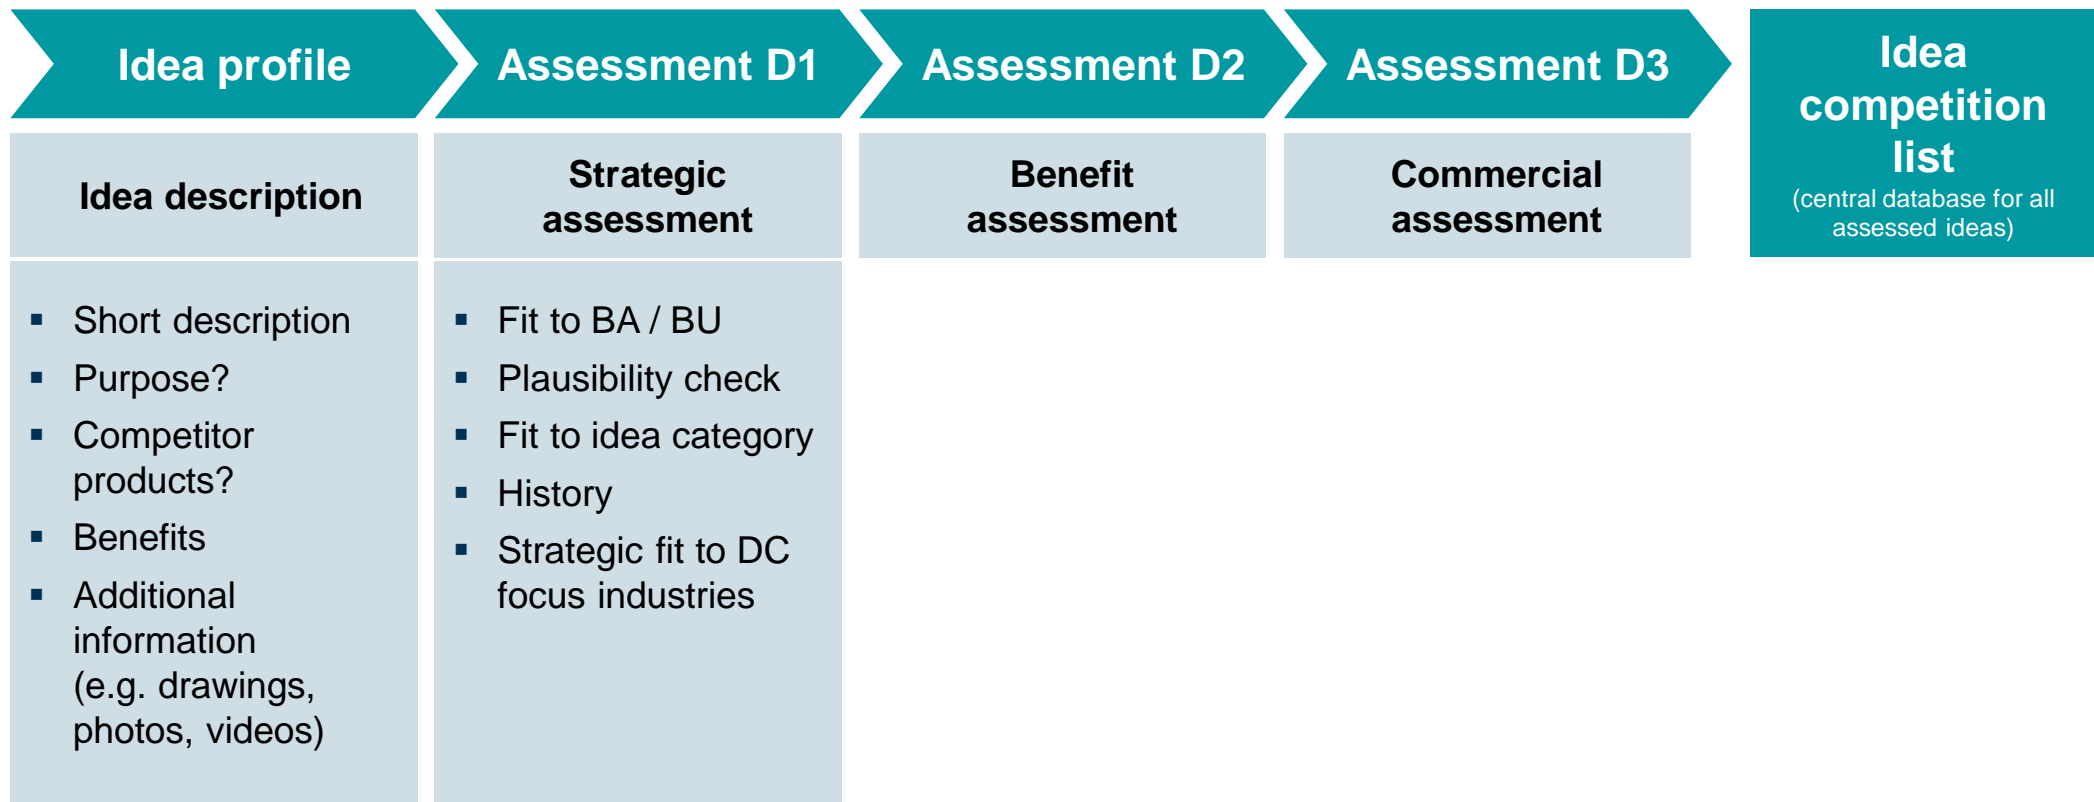 Idea profile
Assessment D1
Assessment D2
Assessment D3
Idea
competition
list
(central database for all
assessed ideas)
Idea description
Strategic
assessment
Benefit
assessment
Commercial
assessment
▪ Short description
▪ Purpose?
▪ Competitor
products?
▪ Benefits
▪ Additional
information
(e.g. drawings,
photos, videos)
▪ Fit to BA / BU
▪ Plausibility check
▪ Fit to idea category
▪ History
▪ Strategic fit to DC
focus industries